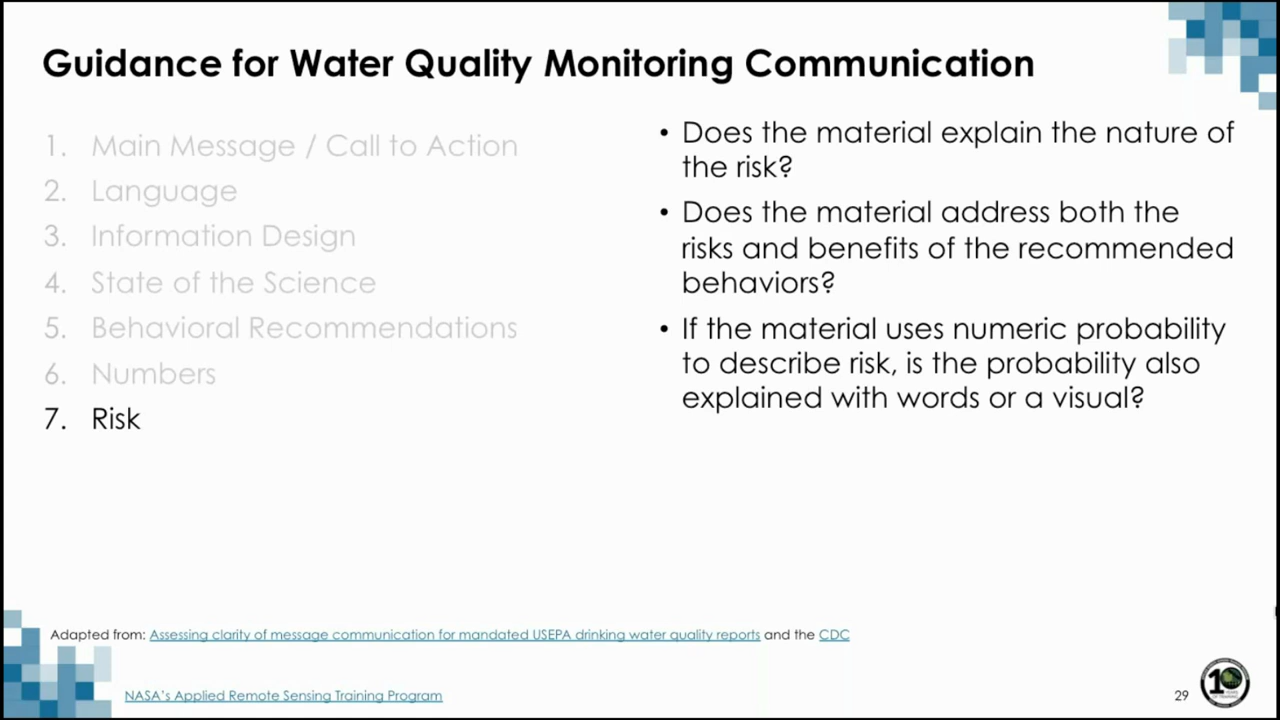 Guidance for Water Quality Monitoring Communication
1. Main Message / Call to Action
2. Language
3. Information Design
4. State of the Science
5. Behavioral Recommendations
6. Numbers
7. Risk
• Does the material explain the nature of
the risk?
• Does the material address both the
risks and benefits of the recommended
behaviors?
• If the material uses numeric probability
to describe risk, is the probability also
explained with words or a visual?
Adapted from: Assessing clarity of message communication for mandated USEPA drinking water quality reports and the CDC
NASA's Applied Remote Sensing Training Program
29
10